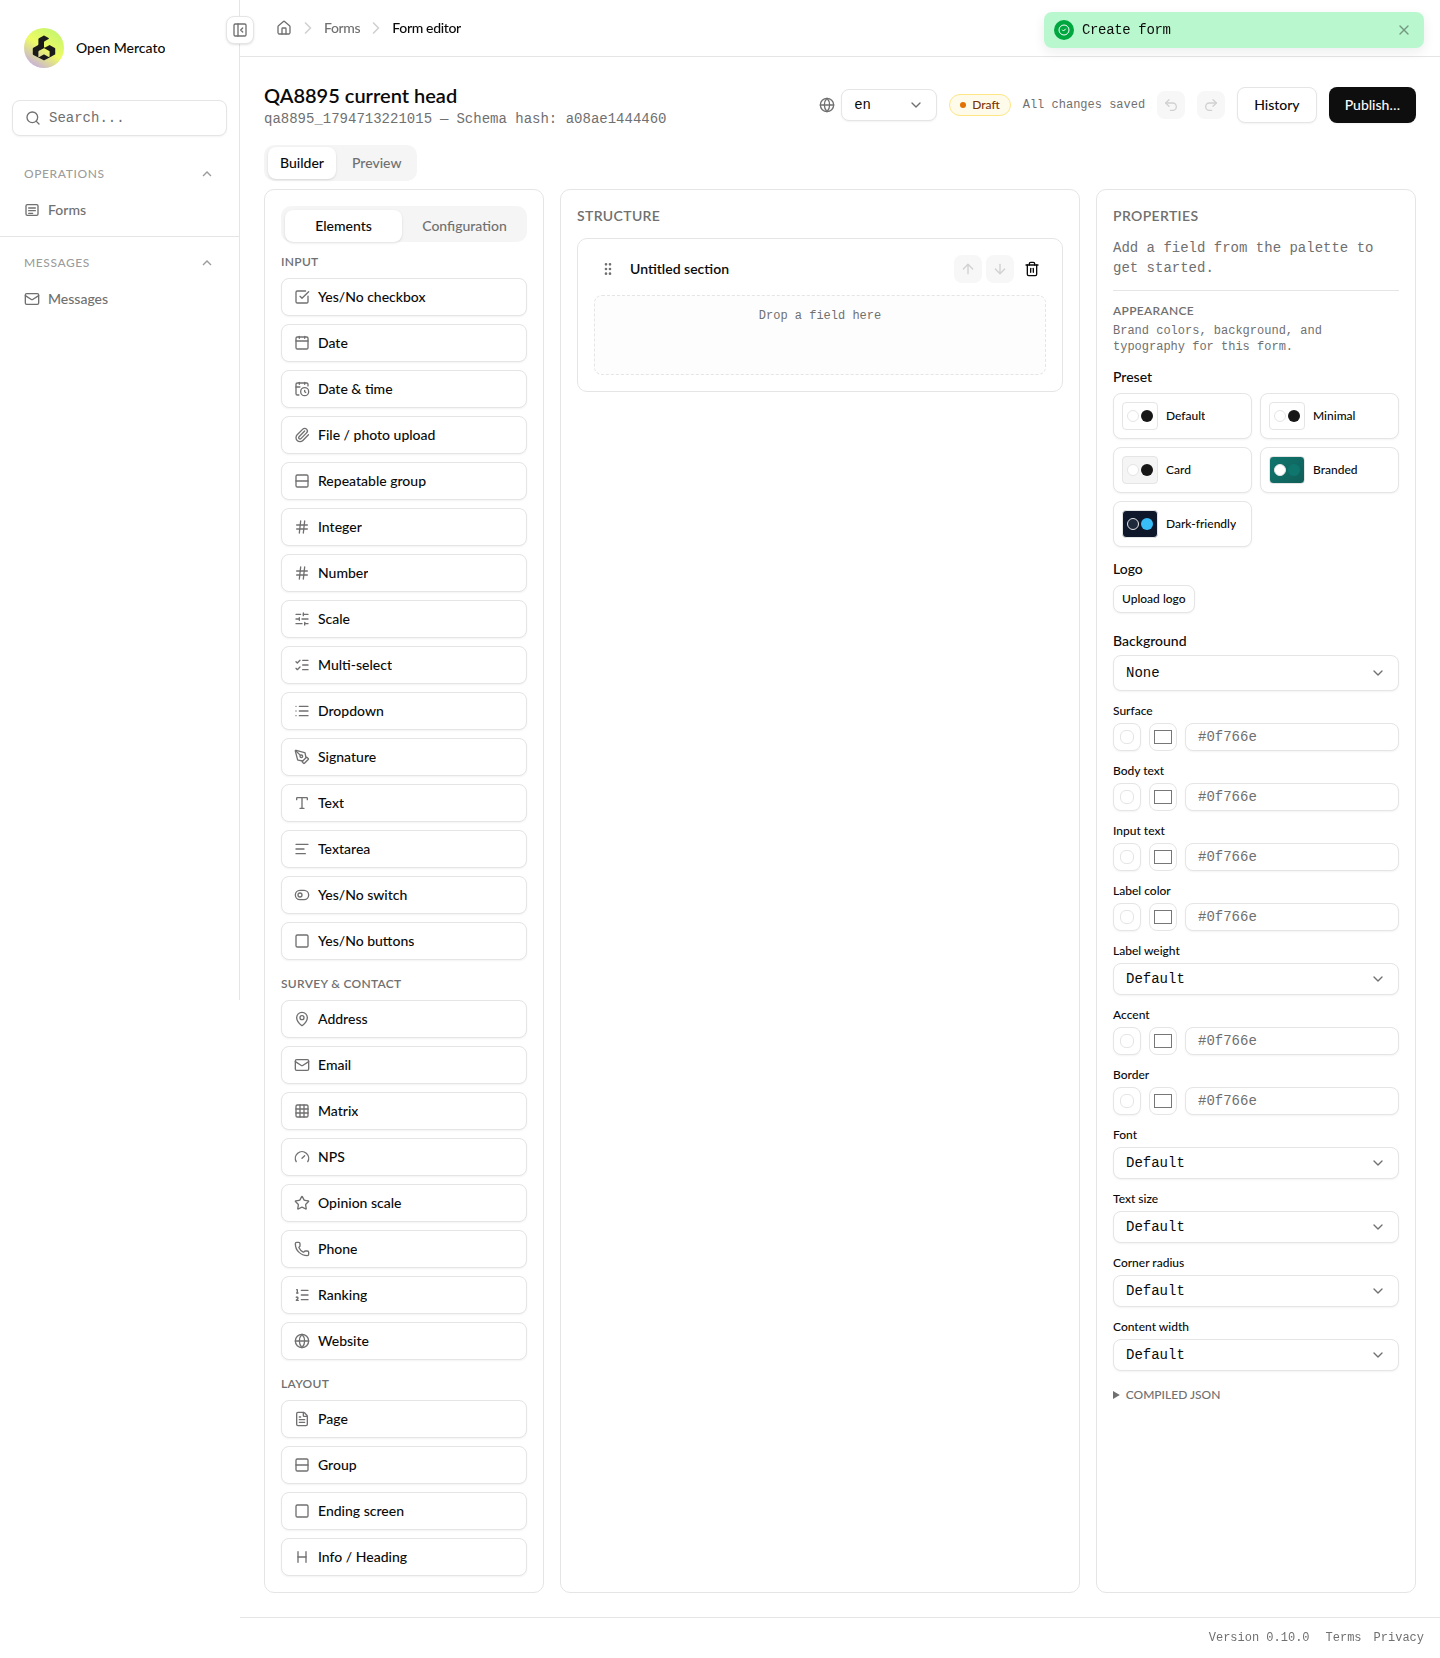 Open Mercato
Search...
OPERATIONS
Forms
MESSAGES
Messages
Forms
Form editor
Create form
QA8895 current head
qa8895_1794713221015 — Schema hash: a08ae1444460
en
Draft
All changes saved
History
Publish...
Builder
Preview
Elements
Configuration
INPUT
Yes/No checkbox
Date
Date & time
File / photo upload
Repeatable group
Integer
Number
Scale
Multi-select
Dropdown
Signature
Text
Textarea
Yes/No switch
Yes/No buttons
SURVEY & CONTACT
Address
Email
Matrix
NPS
Opinion scale
Phone
Ranking
Website
LAYOUT
Page
Group
Ending screen
Info / Heading
STRUCTURE
Untitled section
Drop a field here
PROPERTIES
Add a field from the palette to
get started.
APPEARANCE
Brand colors, background, and
typography for this form.
Preset
Default
Minimal
Card
Branded
Dark-friendly
Logo
Upload logo
Background
None
Surface
#0f766e
Body text
#0f766e
Input text
#0f766e
Label color
#0f766e
Label weight
Default
Accent
#0f766e
Border
#0f766e
Font
Default
Text size
Default
Corner radius
Default
Content width
Default
COMPILED JSON
Version 0.10.0
Terms
Privacy